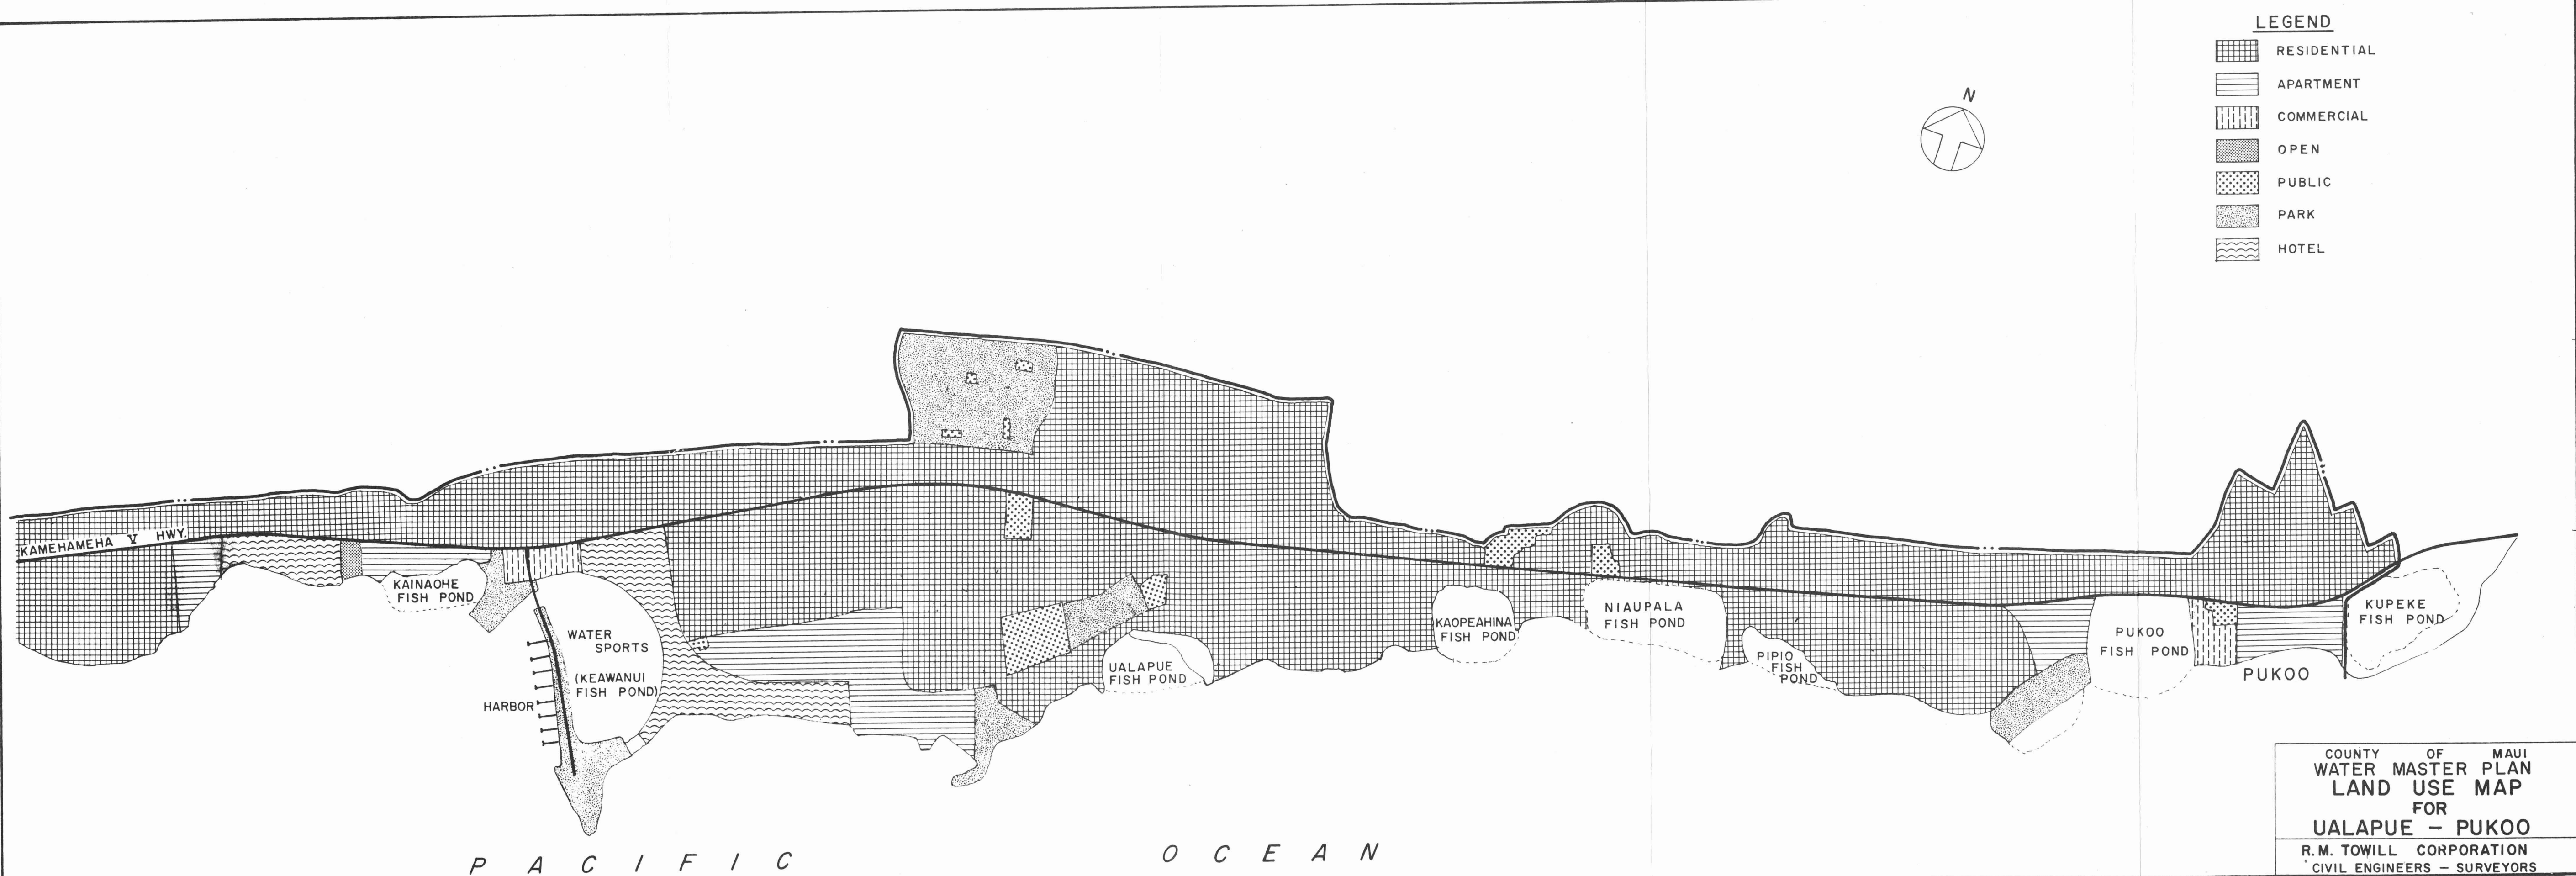 LEGEND
RESIDENTIAL
APARTMENT
COMMERCIAL
OPEN
PUBLIC
PARK
HOTEL
N
KAMEHAMEHA V HWY.
KAINAOHE
FISH POND
WATER
SPORTS
(KEAWANUI
FISH POND)
HARBOR
UALAPUE
FISH POND
KAOPEAHINA
FISH POND
NIAUPALA
FISH POND
PIPIO
FISH
POND
PUKOO
FISH POND
KUPEKE
FISH POND
PUKOO
PACIFIC OCEAN
COUNTY OF MAUI
WATER MASTER PLAN
LAND USE MAP
FOR
UALAPUE - PUKOO
R.M. TOWILL CORPORATION
CIVIL ENGINEERS - SURVEYORS